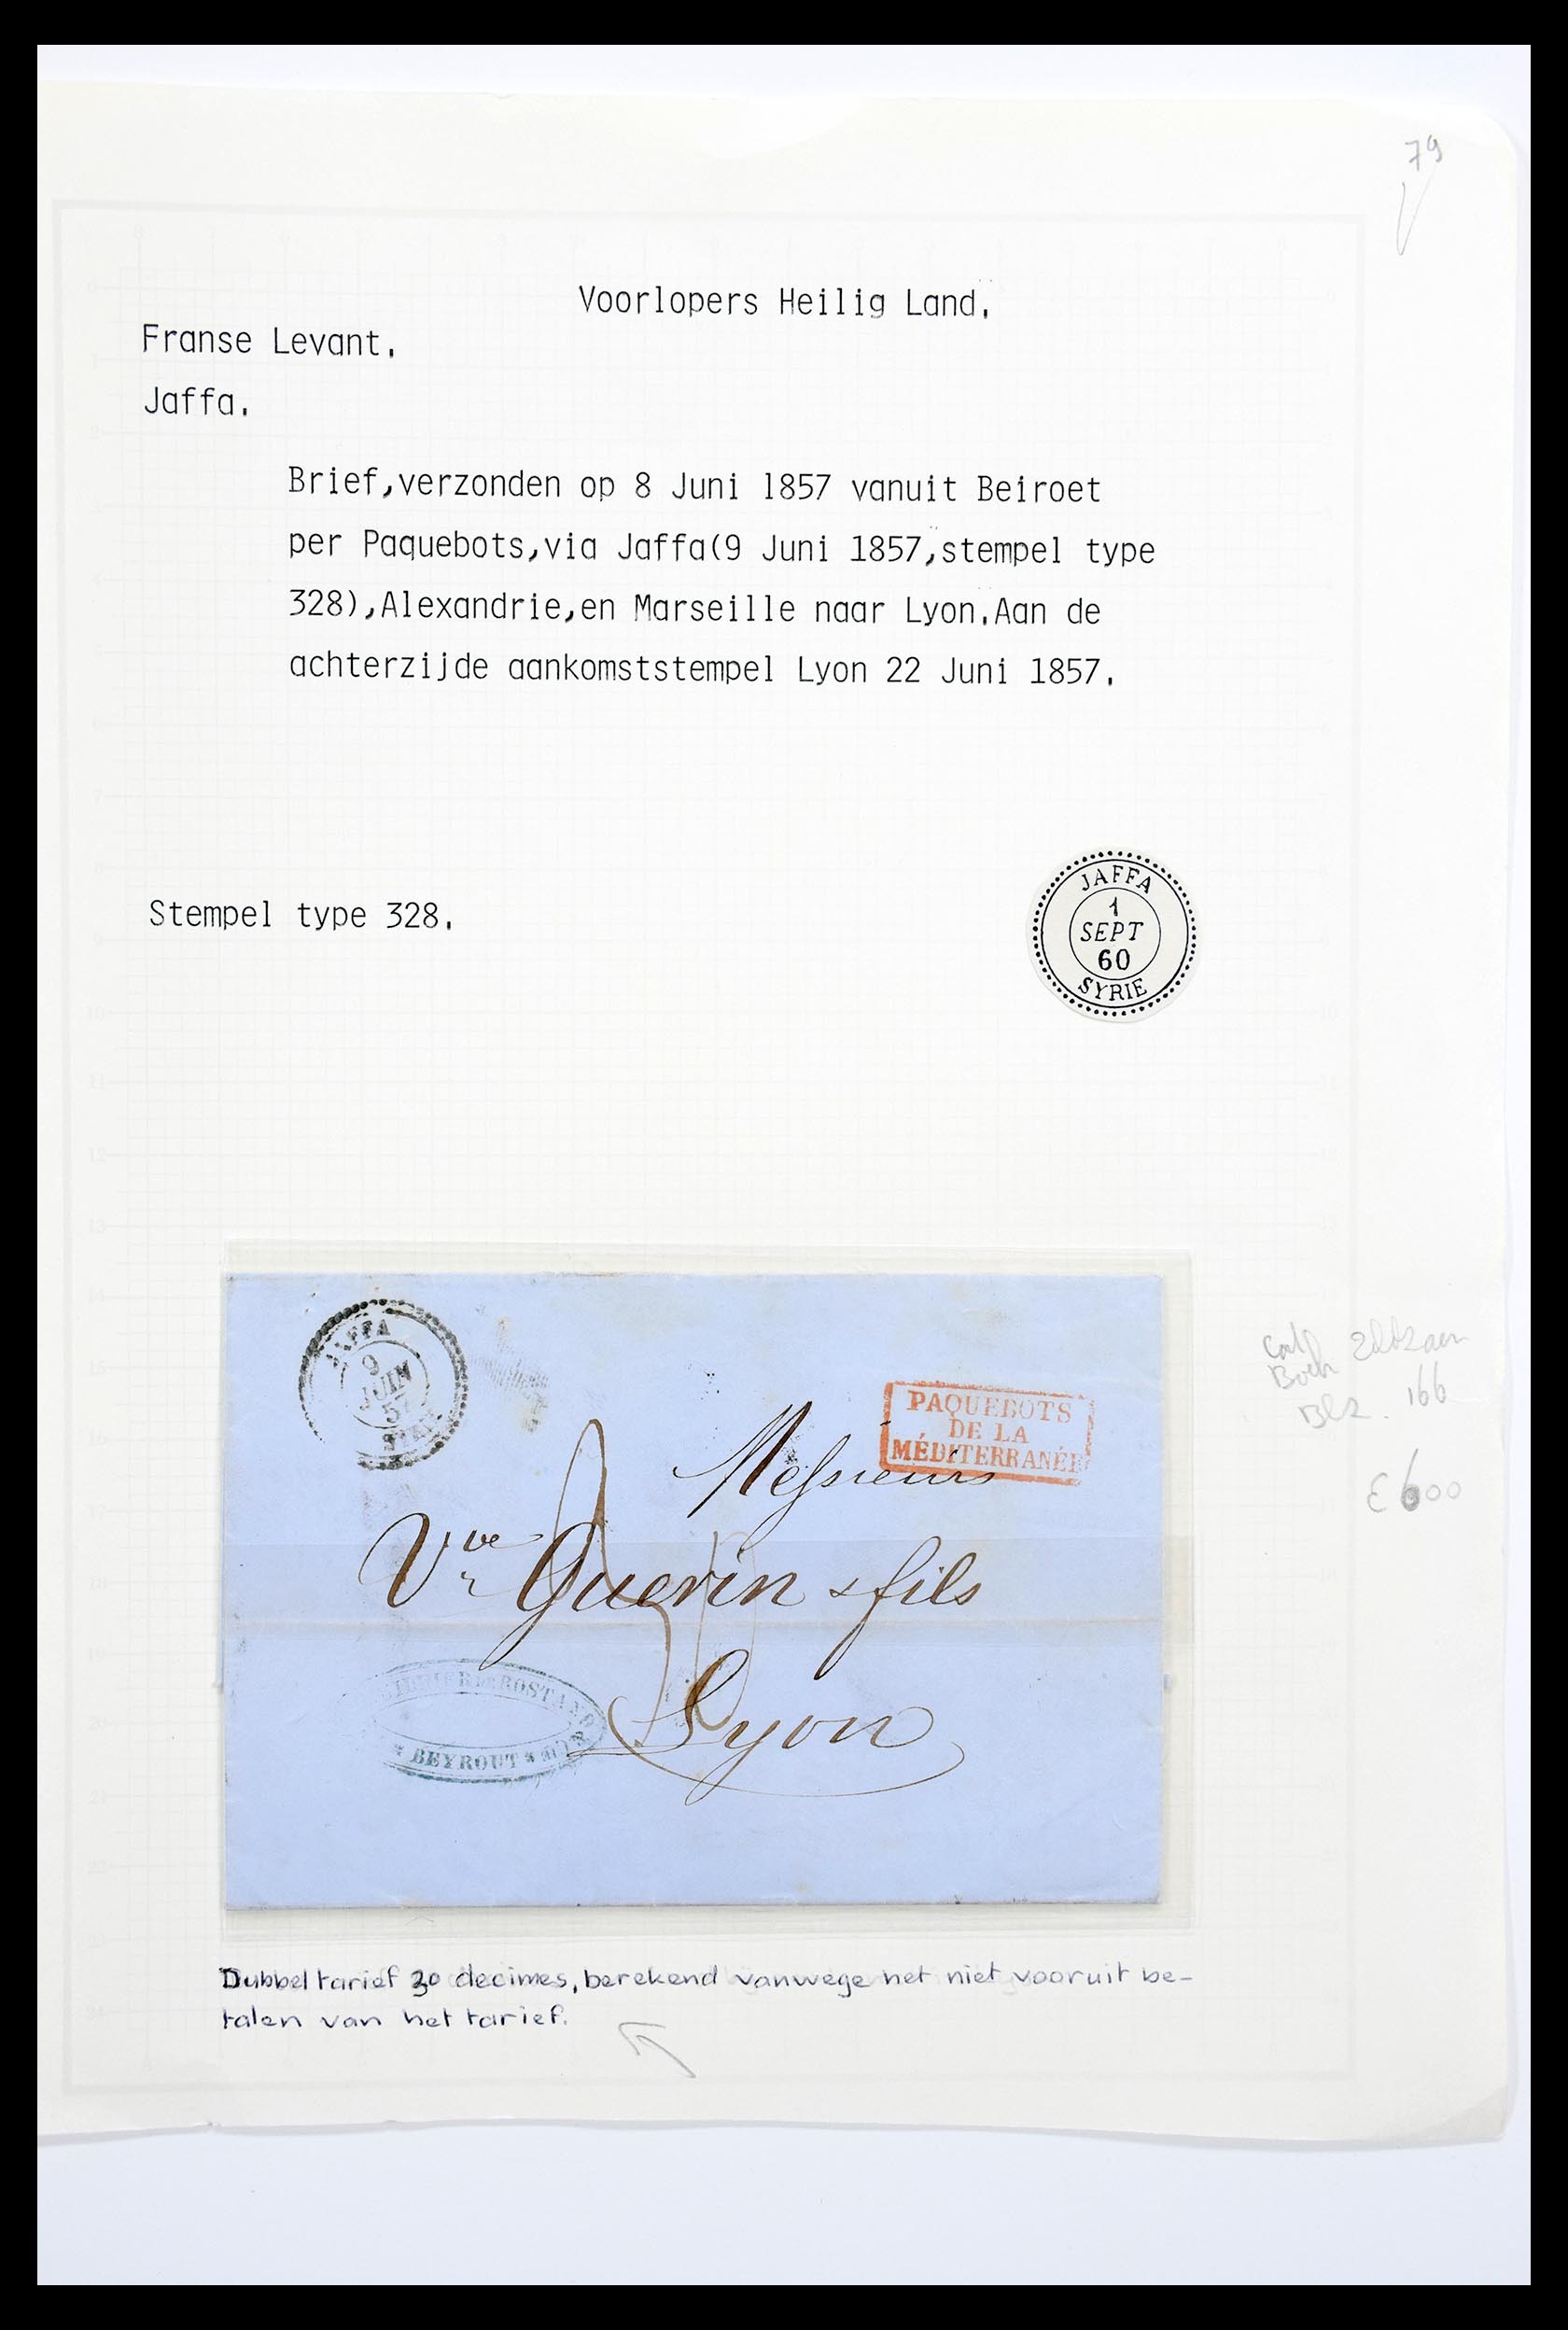 79
Voorlopers Heilig Land.
Franse Levant.
Jaffa.
Brief,verzonden op 8 Juni 1857 vanuit Beiroet
per Paquebots,via Jaffa(9 Juni 1857,stempel type
328),Alexandrie,en Marseille naar Lyon.Aan de
achterzijde aankomststempel Lyon 22 Juni 1857.
JAFFA
1
SEPT
60
SYRIE
Stempel type 328.
JAFFA
9
JUIN
57
PAQUEBOTS
DE LA
MÉDITERRANÉE
Messieurs
Vve Guerin & fils
Lyon
ROSTAND
BEYROUT
166
£600
Dubbeltarief 30 decimes, berekend vanwege het niet vooruit be-
talen van het tarief.